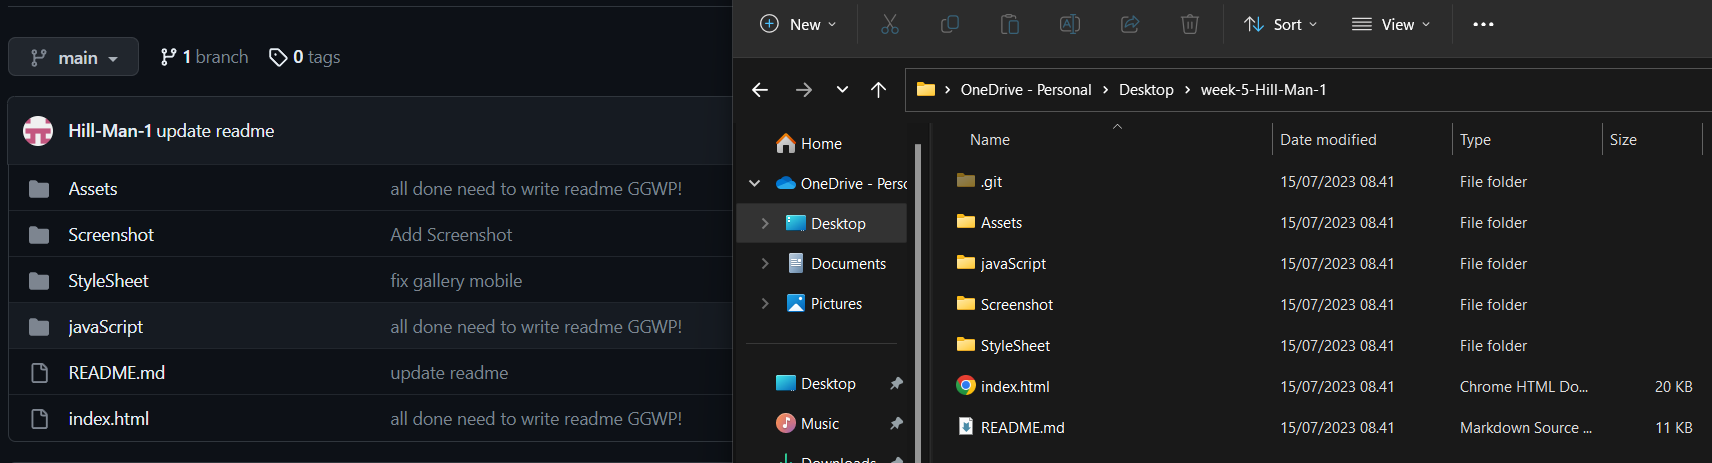 main
1 branch
0 tags
Hill-Man-1 update readme
Assets all done need to write readme GGWP!
Screenshot Add Screenshot
StyleSheet fix gallery mobile
javaScript all done need to write readme GGWP!
README.md update readme
index.html all done need to write readme GGWP!
New
Sort
View
OneDrive - Personal > Desktop > week-5-Hill-Man-1
Home
OneDrive - Perso
Desktop
Documents
Pictures
Desktop
Music
Downloads
Name Date modified Type Size
.git 15/07/2023 08.41 File folder
Assets 15/07/2023 08.41 File folder
javaScript 15/07/2023 08.41 File folder
Screenshot 15/07/2023 08.41 File folder
StyleSheet 15/07/2023 08.41 File folder
index.html 15/07/2023 08.41 Chrome HTML Do... 20 KB
README.md 15/07/2023 08.41 Markdown Source ... 11 KB